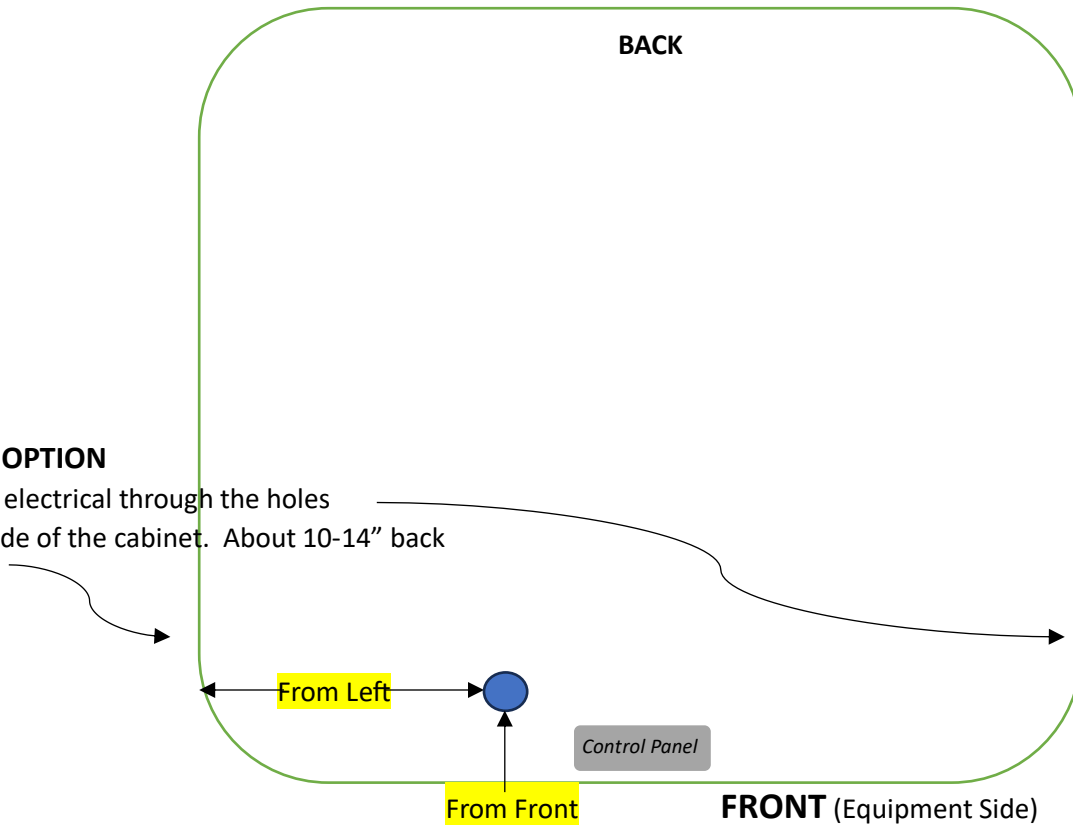 BACK
OPTION
electrical through the holes
de of the cabinet. About 10-14” back
From Left
Control Panel
From Front
FRONT (Equipment Side)